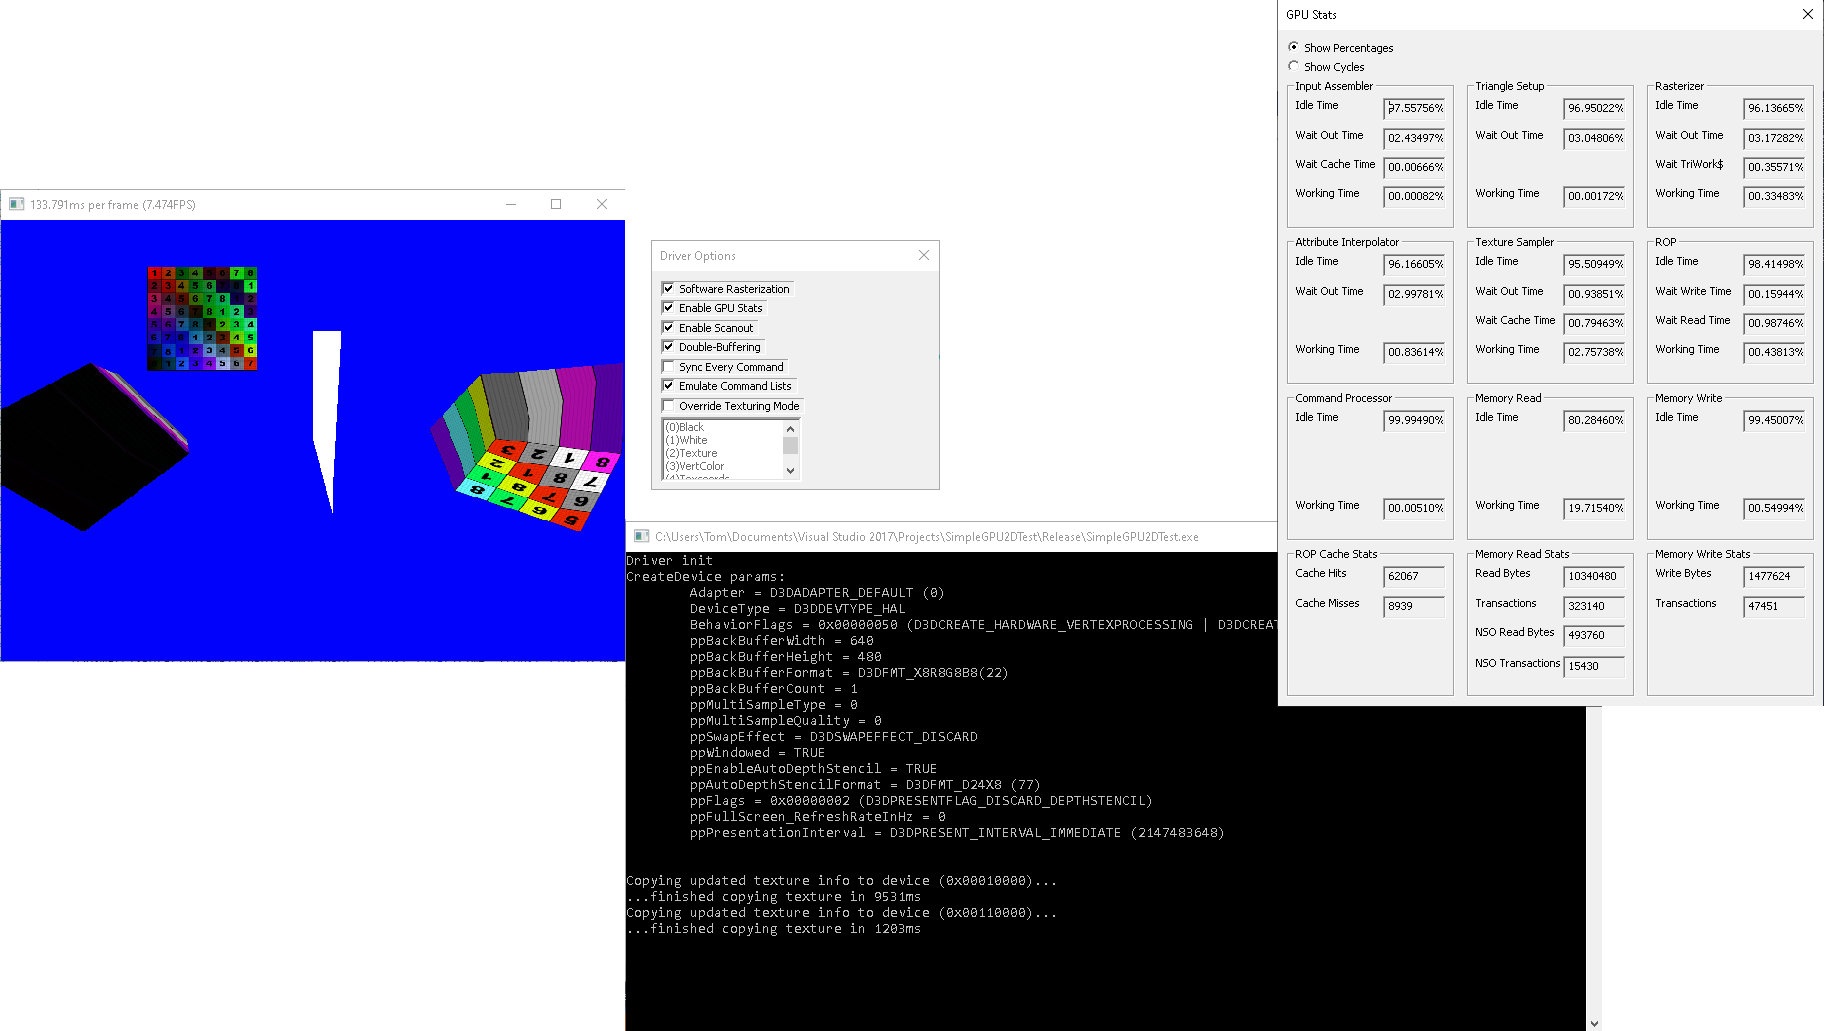 133.791ms per frame (7.474FPS)
Driver Options
Software Rasterization
Enable GPU Stats
Enable Scanout
Double-Buffering
Sync Every Command
Emulate Command Lists
Override Texturing Mode
(0)Black
(1)White
(2)Texture
(3)VertColor
(4)Texcoords
C:\Users\Tom\Documents\Visual Studio 2017\Projects\SimpleGPU2DTest\Release\SimpleGPU2DTest.exe
Driver init
CreateDevice params:
Adapter = D3DADAPTER_DEFAULT (0)
DeviceType = D3DDEVTYPE_HAL
BehaviorFlags = 0x00000050 (D3DCREATE_HARDWARE_VERTEXPROCESSING | D3DCREAT
ppBackBufferWidth = 640
ppBackBufferHeight = 480
ppBackBufferFormat = D3DFMT_X8R8G8B8(22)
ppBackBufferCount = 1
ppMultiSampleType = 0
ppMultiSampleQuality = 0
ppSwapEffect = D3DSWAPEFFECT_DISCARD
ppWindowed = TRUE
ppEnableAutoDepthStencil = TRUE
ppAutoDepthStencilFormat = D3DFMT_D24X8 (77)
ppFlags = 0x00000002 (D3DPRESENTFLAG_DISCARD_DEPTHSTENCIL)
ppFullScreen_RefreshRateInHz = 0
ppPresentationInterval = D3DPRESENT_INTERVAL_IMMEDIATE (2147483648)
Copying updated texture info to device (0x00010000)...
...finished copying texture in 9531ms
Copying updated texture info to device (0x00110000)...
...finished copying texture in 1203ms
GPU Stats
Show Percentages
Show Cycles
Input Assembler
Idle Time 97.55756%
Wait Out Time 02.43497%
Wait Cache Time 00.00666%
Working Time 00.00082%
Triangle Setup
Idle Time 96.95022%
Wait Out Time 03.04806%
Working Time 00.00172%
Rasterizer
Idle Time 96.13665%
Wait Out Time 03.17282%
Wait TriWork$ 00.35571%
Working Time 00.33483%
Attribute Interpolator
Idle Time 96.16605%
Wait Out Time 02.99781%
Working Time 00.83614%
Texture Sampler
Idle Time 95.50949%
Wait Out Time 00.93851%
Wait Cache Time 00.79463%
Working Time 02.75738%
ROP
Idle Time 98.41498%
Wait Write Time 00.15944%
Wait Read Time 00.98746%
Working Time 00.43813%
Command Processor
Idle Time 99.99490%
Working Time 00.00510%
Memory Read
Idle Time 80.28460%
Working Time 19.71540%
Memory Write
Idle Time 99.45007%
Working Time 00.54994%
ROP Cache Stats
Cache Hits 62067
Cache Misses 8939
Memory Read Stats
Read Bytes 10340480
Transactions 323140
NSO Read Bytes 493760
NSO Transactions 15430
Memory Write Stats
Write Bytes 1477624
Transactions 47451